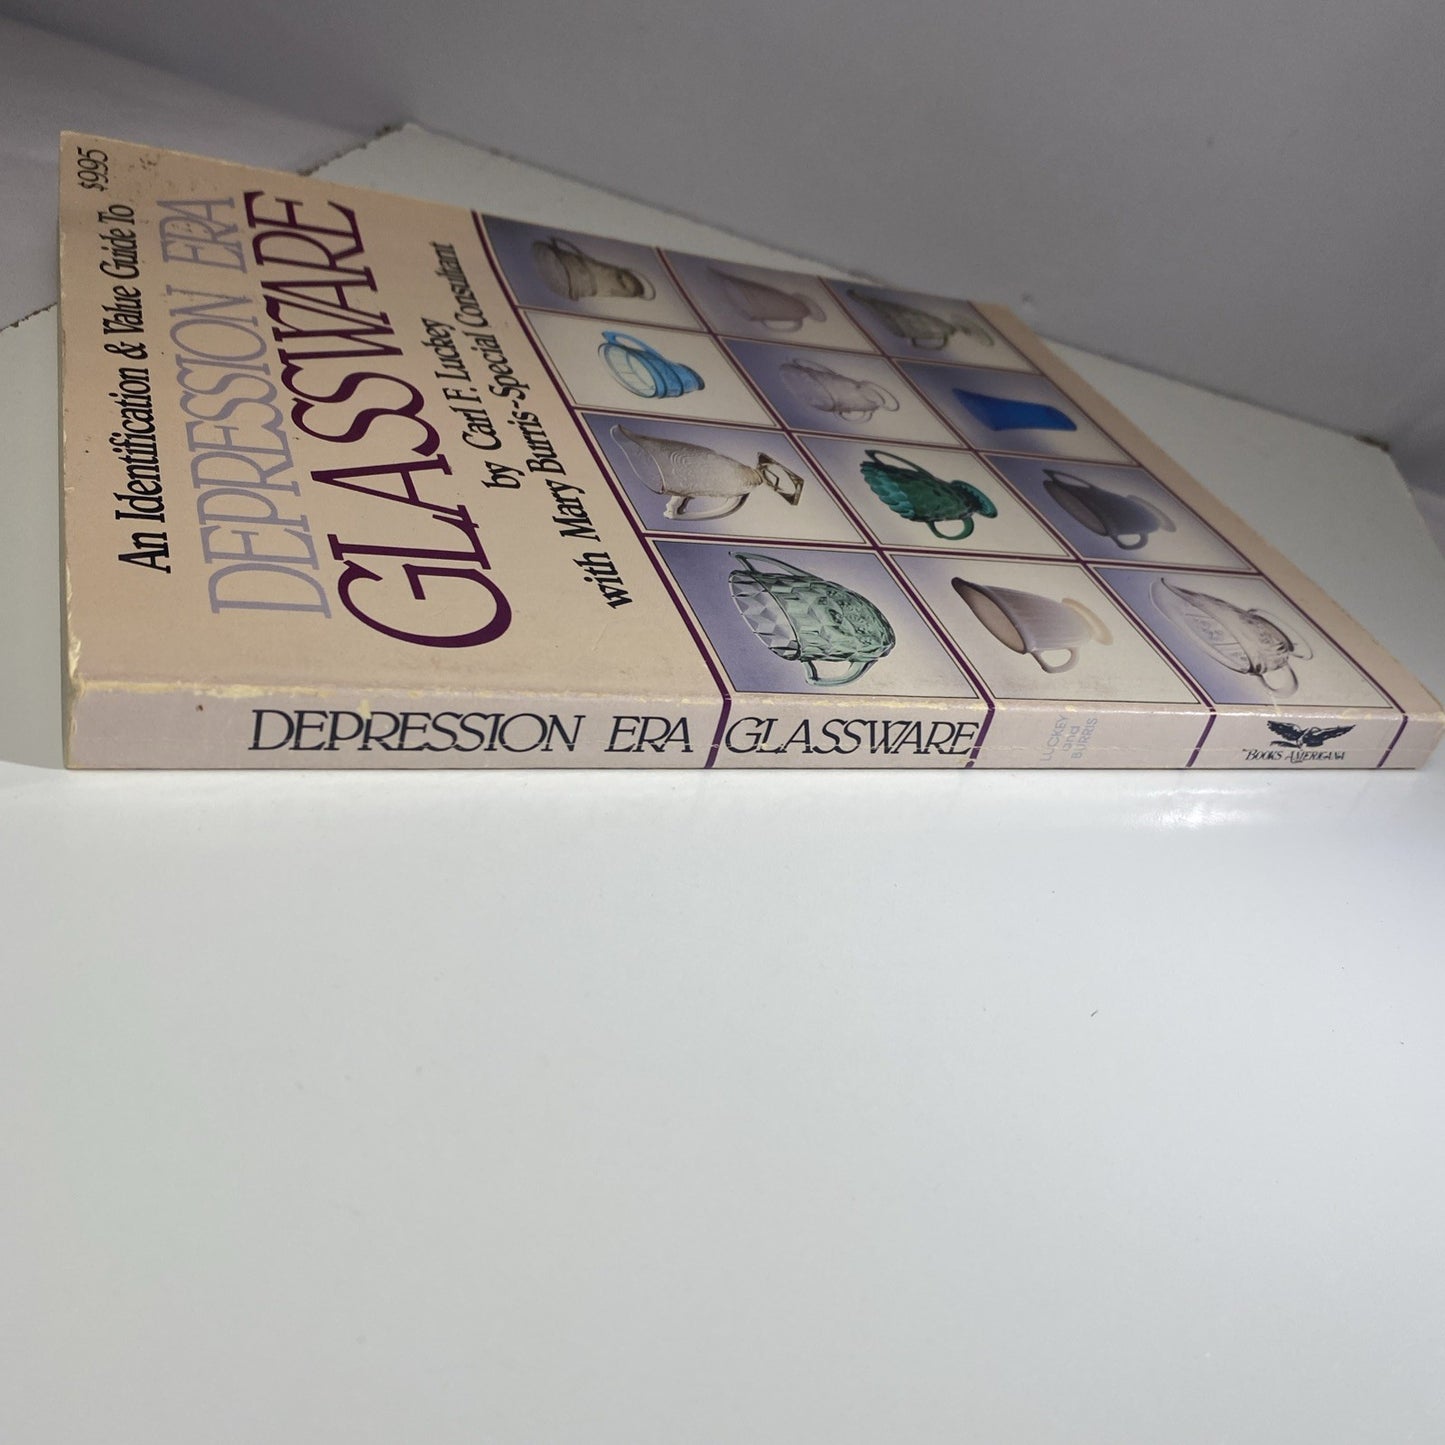 $9.95
An Identification & Value Guide To
DEPRESSION ERA
GLASSWARE
by Carl F. Luckey
with Mary Burris-Special Consultant
DEPRESSION ERA GLASSWARE
LUCKEY
and
BURRIS
BOOKS AMERICANA